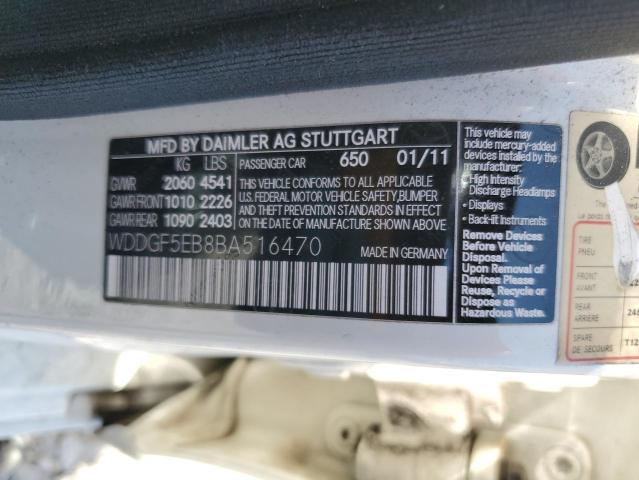 MFD BY DAIMLER AG STUTTGART
KG LBS PASSENGER CAR 650 01/11
GVWR 2060 4541
GAWR FRONT 1010 2226
GAWR REAR 1090 2403
THIS VEHICLE CONFORMS TO ALL APPLICABLE
U.S. FEDERAL MOTOR VEHICLE SAFETY, BUMPER
AND THEFT PREVENTION STANDARDS IN EFFECT
ON THE DATE OF MANUFACTURE SHOWN ABOVE
WDDGF5EB8BA516470
MADE IN GERMANY
This vehicle may
include mercury-added
devices installed by
the manufacturer:
• High Intensity
Discharge Headlamps
• Displays
• Back-lit Instruments
Remove Devices
Before Vehicle
Disposal.
Upon Removal of
Devices Please
Reuse, Recycle or
Dispose as
Hazardous Waste.
TIRE
PNEU
FRONT
AVANT
REAR
ARRIÈRE
SPARE
DE SECOURS